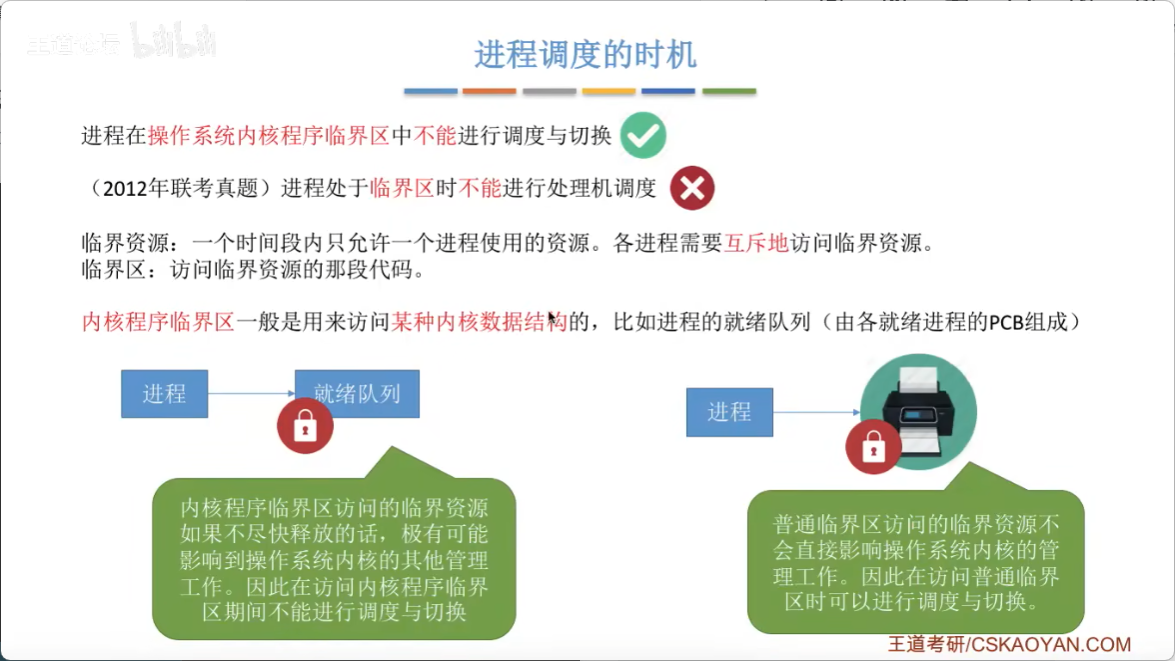 王道考研 bilibili
进程调度的时机
进程在操作系统内核程序临界区中不能进行调度与切换
（2012年联考真题）进程处于临界区时不能进行处理机调度
临界资源：一个时间段内只允许一个进程使用的资源。各进程需要互斥地访问临界资源。
临界区：访问临界资源的那段代码。
内核程序临界区一般是用来访问某种内核数据结构的，比如进程的就绪队列（由各就绪进程的PCB组成）
进程
就绪队列
内核程序临界区访问的临界资源
如果不尽快释放的话，极有可能
影响到操作系统内核的其他管理
工作。因此在访问内核程序临界
区期间不能进行调度与切换
进程
普通临界区访问的临界资源不
会直接影响操作系统内核的管
理工作。因此在访问普通临界
区时可以进行调度与切换。
王道考研/CSKAOYAN.COM